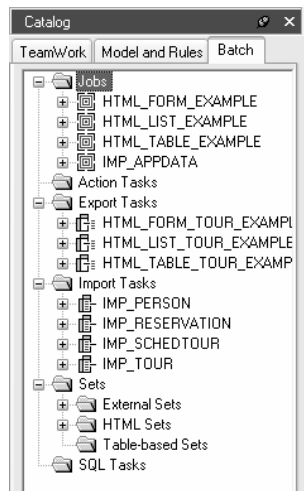 Catalog
TeamWork Model and Rules Batch
Jobs
HTML_FORM_EXAMPLE
HTML_LIST_EXAMPLE
HTML_TABLE_EXAMPLE
IMP_APPDATA
Action Tasks
Export Tasks
HTML_FORM_TOUR_EXAMPL
HTML_LIST_TOUR_EXAMPLE
HTML_TABLE_TOUR_EXAMP
Import Tasks
IMP_PERSON
IMP_RESERVATION
IMP_SCHEDTOUR
IMP_TOUR
Sets
External Sets
HTML Sets
Table-based Sets
SQL Tasks